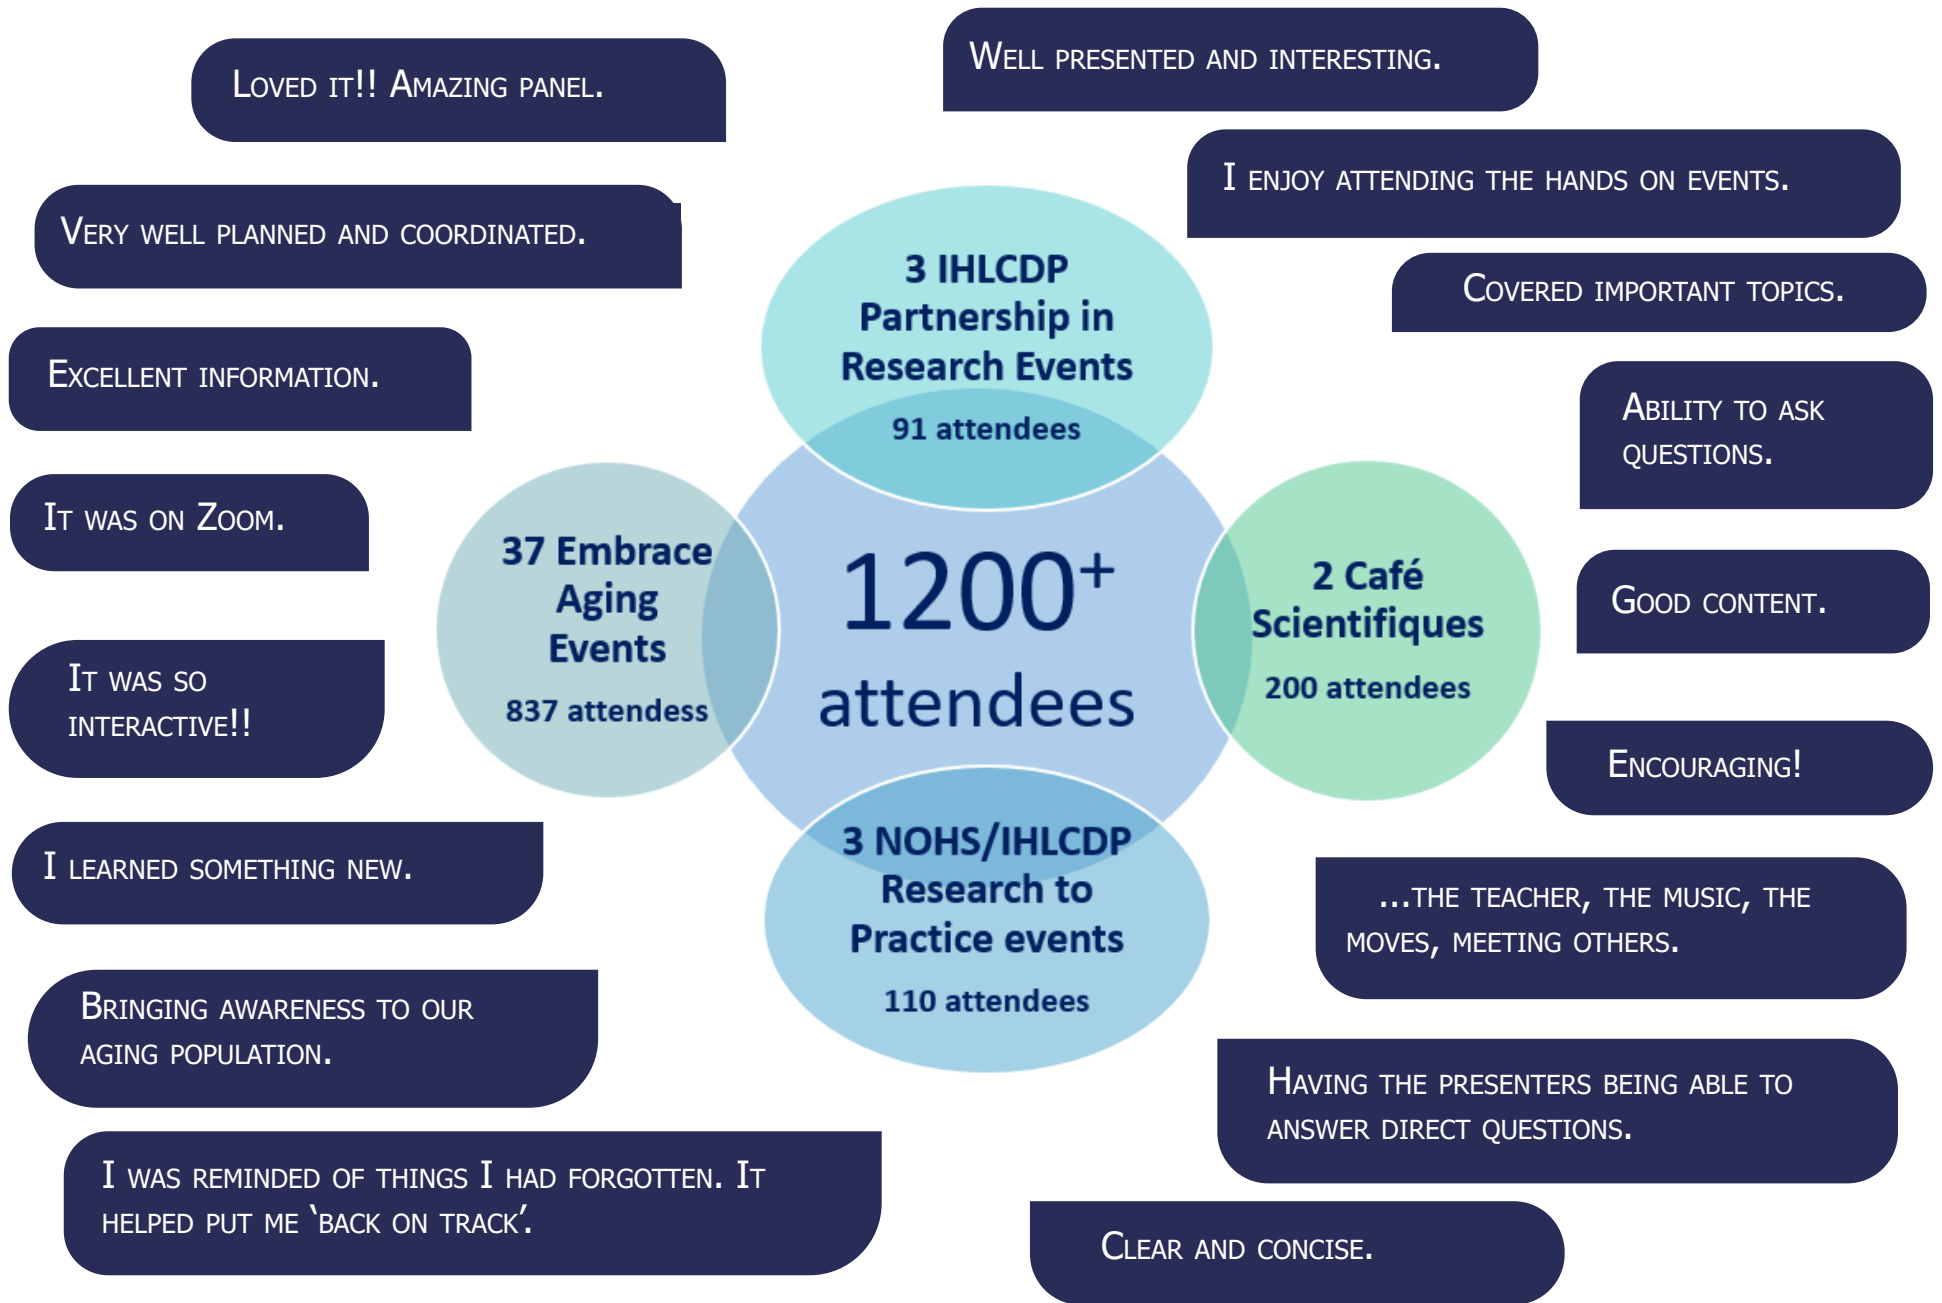 Loved it!! Amazing panel.
Well presented and interesting.
I enjoy attending the hands on events.
Very well planned and coordinated.
Covered important topics.
3 IHLCDP
Partnership in
Research Events
91 attendees
Excellent information.
Ability to ask
questions.
It was on Zoom.
37 Embrace
Aging
Events
837 attendess
1200+
attendees
2 Café
Scientifiques
200 attendees
Good content.
It was so
interactive!!
Encouraging!
I learned something new.
3 NOHS/IHLCDP
Research to
Practice events
110 attendees
...the teacher, the music, the
moves, meeting others.
Bringing awareness to our
aging population.
Having the presenters being able to
answer direct questions.
I was reminded of things I had forgotten. It
helped put me ‘back on track’.
Clear and concise.